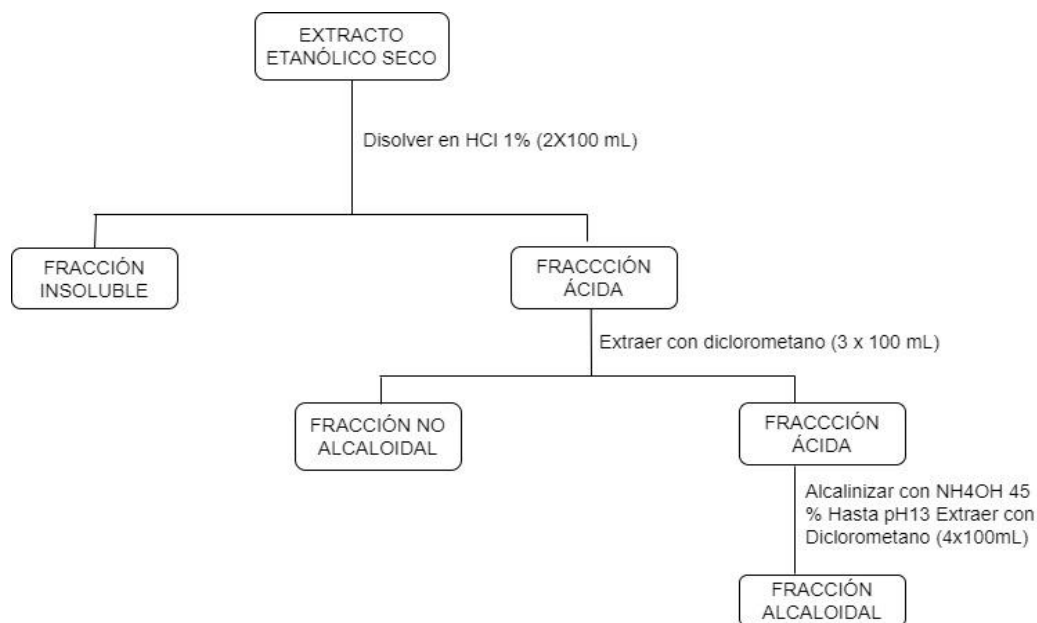 EXTRACTO
ETANÓLICO SECO
Disolver en HCl 1% (2X100 mL)
FRACCIÓN
INSOLUBLE
FRACCCIÓN
ÁCIDA
Extraer con diclorometano (3 x 100 mL)
FRACCIÓN NO
ALCALOIDAL
FRACCCIÓN
ÁCIDA
Alcalinizar con NH4OH 45
% Hasta pH13 Extraer con
Diclorometano (4x100mL)
FRACCIÓN
ALCALOIDAL